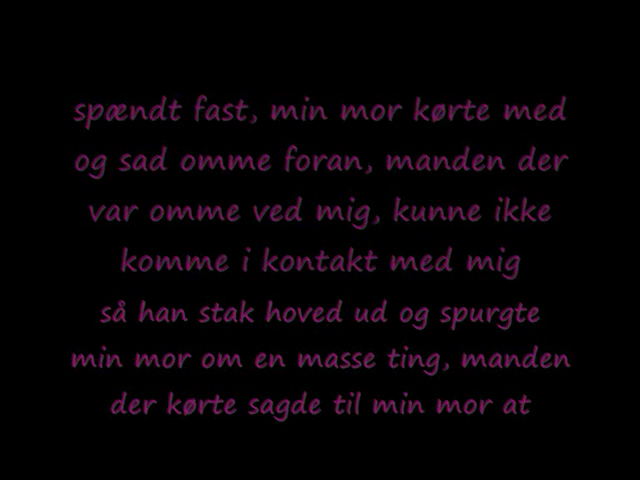 spændt fast, min mor kørte med
og sad omme foran, manden der
var omme ved mig, kunne ikke
komme i kontakt med mig
så han stak hoved ud og spurgte
min mor om en masse ting, manden
der kørte sagde til min mor at